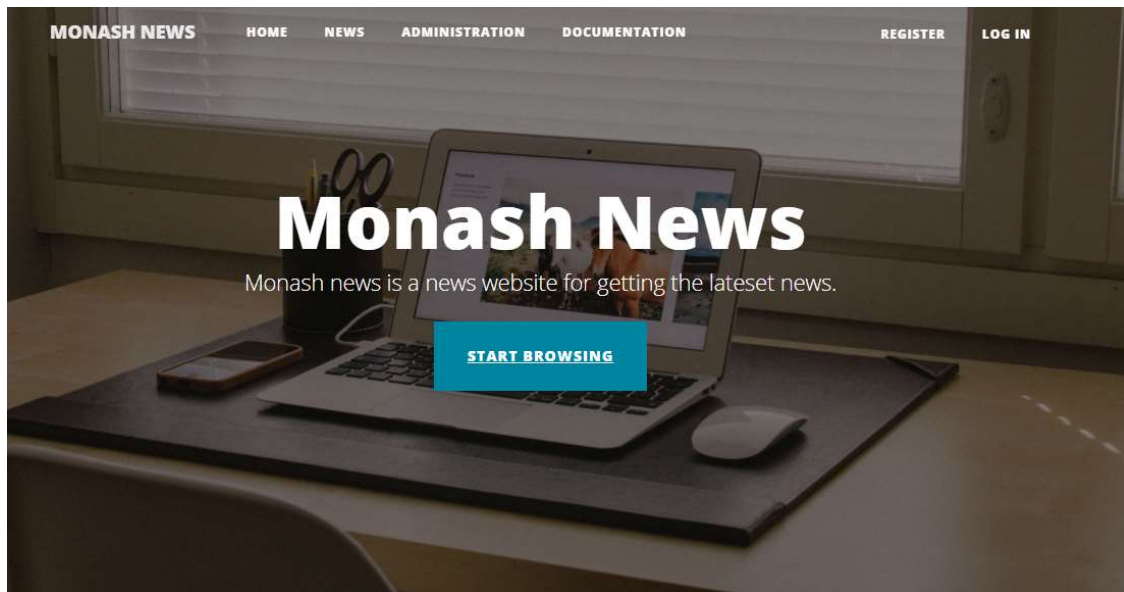 MONASH NEWS HOME NEWS ADMINISTRATION DOCUMENTATION REGISTER LOG IN
Monash News
Monash news is a news website for getting the lateset news.
START BROWSING